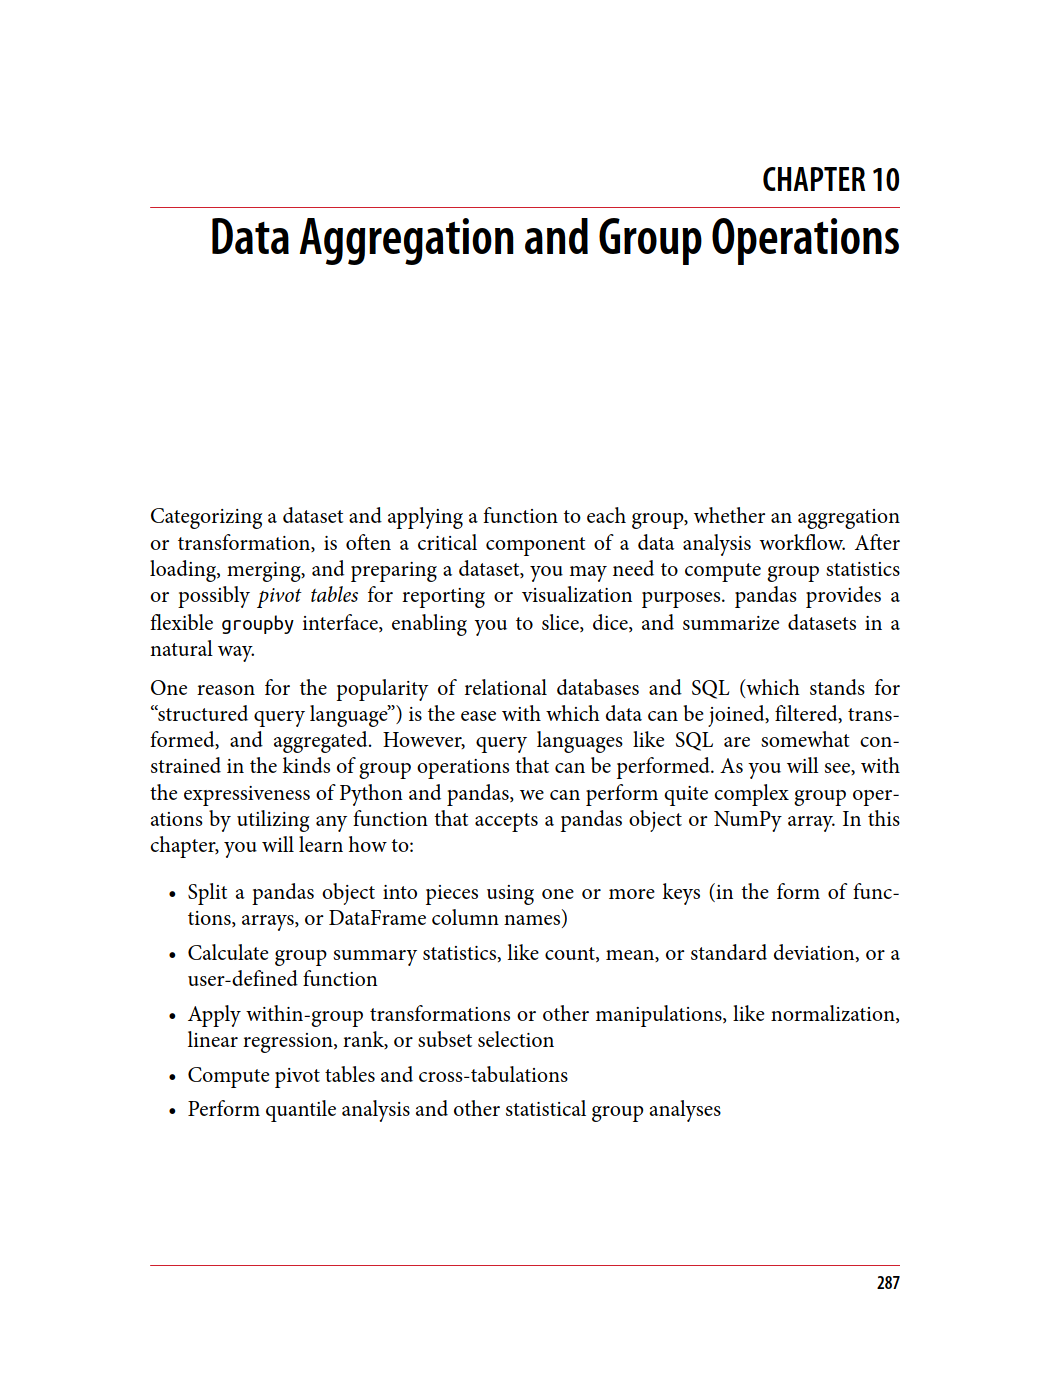 CHAPTER 10
Data Aggregation and Group Operations
Categorizing a dataset and applying a function to each group, whether an aggregation
or transformation, is often a critical component of a data analysis workflow. After
loading, merging, and preparing a dataset, you may need to compute group statistics
or possibly pivot tables for reporting or visualization purposes. pandas provides a
flexible groupby interface, enabling you to slice, dice, and summarize datasets in a
natural way.
One reason for the popularity of relational databases and SQL (which stands for
“structured query language”) is the ease with which data can be joined, filtered, trans-
formed, and aggregated. However, query languages like SQL are somewhat con-
strained in the kinds of group operations that can be performed. As you will see, with
the expressiveness of Python and pandas, we can perform quite complex group oper-
ations by utilizing any function that accepts a pandas object or NumPy array. In this
chapter, you will learn how to:
• Split a pandas object into pieces using one or more keys (in the form of func-
tions, arrays, or DataFrame column names)
• Calculate group summary statistics, like count, mean, or standard deviation, or a
user-defined function
• Apply within-group transformations or other manipulations, like normalization,
linear regression, rank, or subset selection
• Compute pivot tables and cross-tabulations
• Perform quantile analysis and other statistical group analyses
287